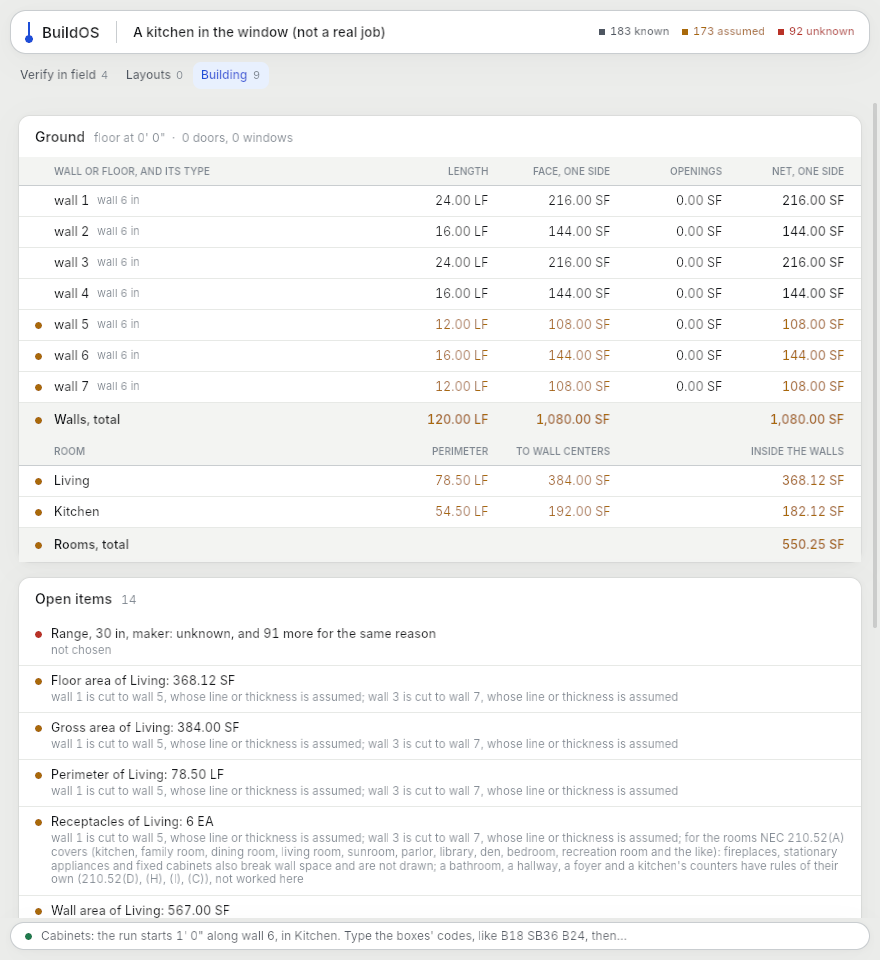 BuildOS
A kitchen in the window (not a real job)
183 known
173 assumed
92 unknown
Verify in field 4
Layouts 0
Building 9
Ground floor at 0' 0" · 0 doors, 0 windows
WALL OR FLOOR, AND ITS TYPE LENGTH FACE, ONE SIDE OPENINGS NET, ONE SIDE
wall 1 wall 6 in 24.00 LF 216.00 SF 0.00 SF 216.00 SF
wall 2 wall 6 in 16.00 LF 144.00 SF 0.00 SF 144.00 SF
wall 3 wall 6 in 24.00 LF 216.00 SF 0.00 SF 216.00 SF
wall 4 wall 6 in 16.00 LF 144.00 SF 0.00 SF 144.00 SF
wall 5 wall 6 in 12.00 LF 108.00 SF 0.00 SF 108.00 SF
wall 6 wall 6 in 16.00 LF 144.00 SF 0.00 SF 144.00 SF
wall 7 wall 6 in 12.00 LF 108.00 SF 0.00 SF 108.00 SF
Walls, total 120.00 LF 1,080.00 SF 1,080.00 SF
ROOM PERIMETER TO WALL CENTERS INSIDE THE WALLS
Living 78.50 LF 384.00 SF 368.12 SF
Kitchen 54.50 LF 192.00 SF 182.12 SF
Rooms, total 550.25 SF
Open items 14
Range, 30 in, maker: unknown, and 91 more for the same reason
not chosen
Floor area of Living: 368.12 SF
wall 1 is cut to wall 5, whose line or thickness is assumed; wall 3 is cut to wall 7, whose line or thickness is assumed
Gross area of Living: 384.00 SF
wall 1 is cut to wall 5, whose line or thickness is assumed; wall 3 is cut to wall 7, whose line or thickness is assumed
Perimeter of Living: 78.50 LF
wall 1 is cut to wall 5, whose line or thickness is assumed; wall 3 is cut to wall 7, whose line or thickness is assumed
Receptacles of Living: 6 EA
wall 1 is cut to wall 5, whose line or thickness is assumed; wall 3 is cut to wall 7, whose line or thickness is assumed; for the rooms NEC 210.52(A)
covers (kitchen, family room, dining room, living room, sunroom, parlor, library, den, bedroom, recreation room and the like): fireplaces, stationary
appliances and fixed cabinets also break wall space and are not drawn; a bathroom, a hallway, a foyer and a kitchen's counters have rules of their
own (210.52(D), (H), (I), (C)), not worked here
Wall area of Living: 567.00 SF
Cabinets: the run starts 1' 0" along wall 6, in Kitchen. Type the boxes' codes, like B18 SB36 B24, then...